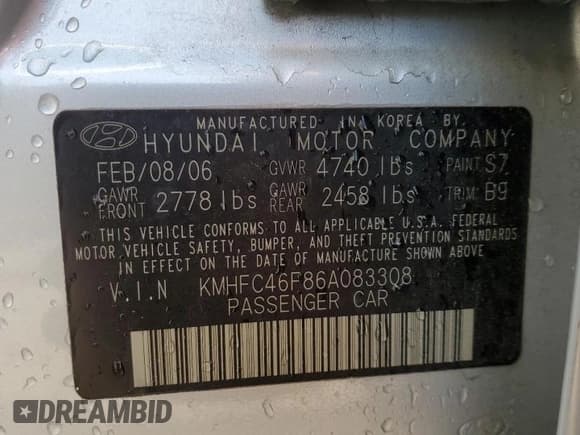 MANUFACTURED IN KOREA BY
HYUNDAI MOTOR COMPANY
FEB/08/06 GVWR 4740 lbs PAINT S7
GAWR FRONT 2778 lbs GAWR REAR 2458 lbs TRIM B9
THIS VEHICLE CONFORMS TO ALL APPLICABLE U.S.A. FEDERAL
MOTOR VEHICLE SAFETY, BUMPER, AND THEFT PREVENTION STANDARDS
IN EFFECT ON THE DATE OF MANUFACTURE SHOWN ABOVE
V.I.N KMHFC46F86A083308
PASSENGER CAR
DREAMBID